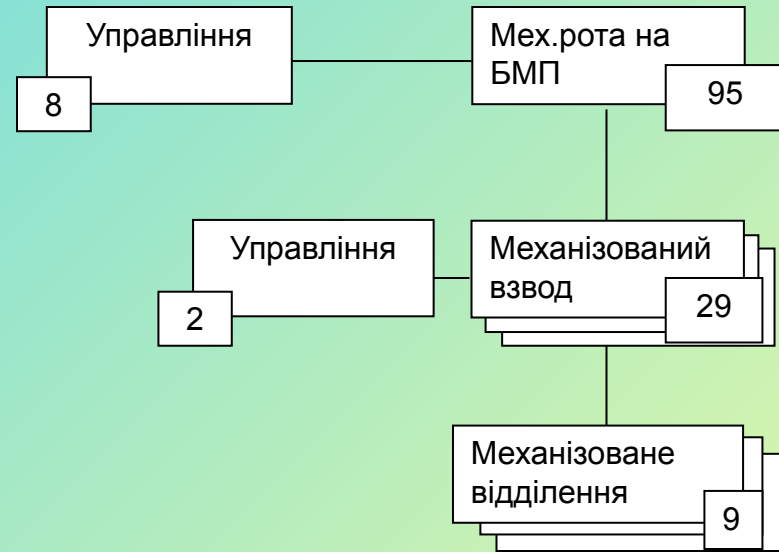 Управління
8
Мех.рота на
БМП
95
Управління
2
Механізований
взвод
29
Механізоване
відділення
9